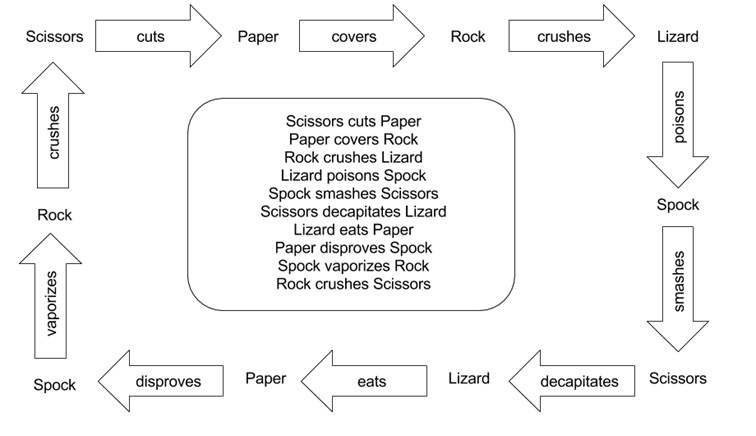 Scissors cuts Paper covers Rock crushes Lizard
poisons
Spock
smashes
Scissors
decapitates
Lizard
eats
Paper
disproves
Spock
vaporizes
Rock
crushes
Scissors cuts Paper
Paper covers Rock
Rock crushes Lizard
Lizard poisons Spock
Spock smashes Scissors
Scissors decapitates Lizard
Lizard eats Paper
Paper disproves Spock
Spock vaporizes Rock
Rock crushes Scissors